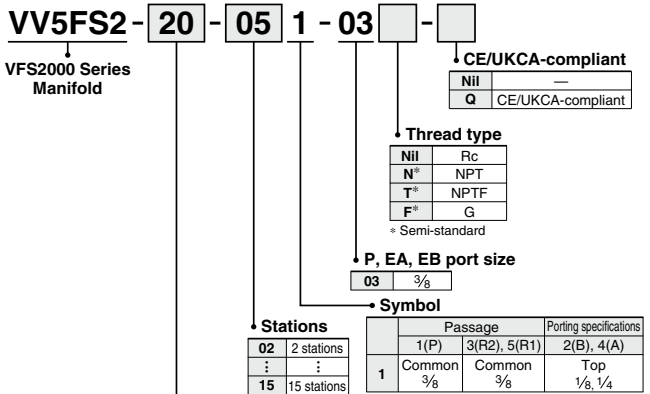 VV5FS2 - 20 - 05 1 - 03 -
VFS2000 Series
Manifold
CE/UKCA-compliant
Nil —
Q CE/UKCA-compliant
Thread type
Nil Rc
N* NPT
T* NPTF
F* G
* Semi-standard
P, EA, EB port size
03 3/8
Symbol
Passage Porting specifications
1(P) 3(R2), 5(R1) 2(B), 4(A)
1 Common 3/8 Common 3/8 Top 1/8, 1/4
Stations
02 2 stations
⋮ ⋮
15 15 stations